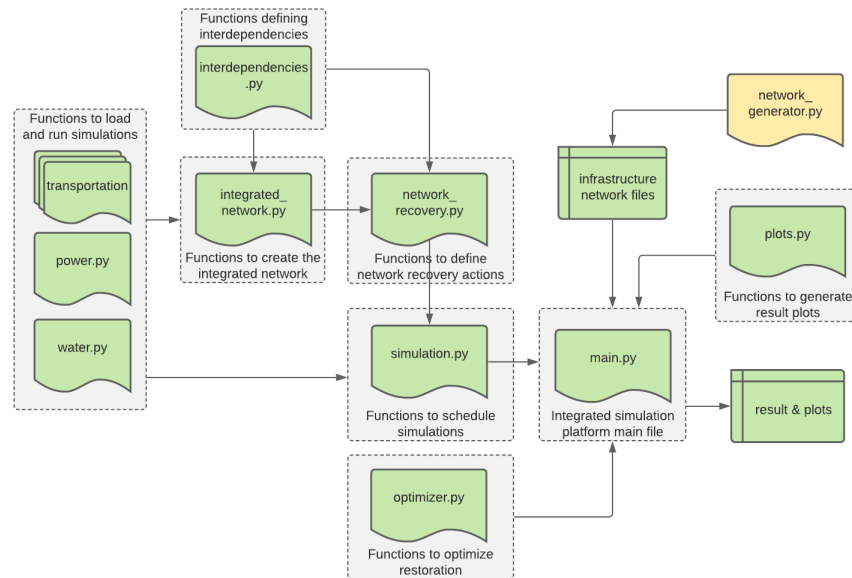 Functions defining
interdependencies
interdependencies
.py
Functions to load
and run simulations
transportation
power.py
water.py
integrated_
network.py
Functions to create the
integrated network
network_
recovery.py
Functions to define
network recovery actions
simulation.py
Functions to schedule
simulations
optimizer.py
Functions to optimize
restoration
network_
generator.py
infrastructure
network files
plots.py
Functions to generate
result plots
main.py
Integrated simulation
platform main file
result & plots